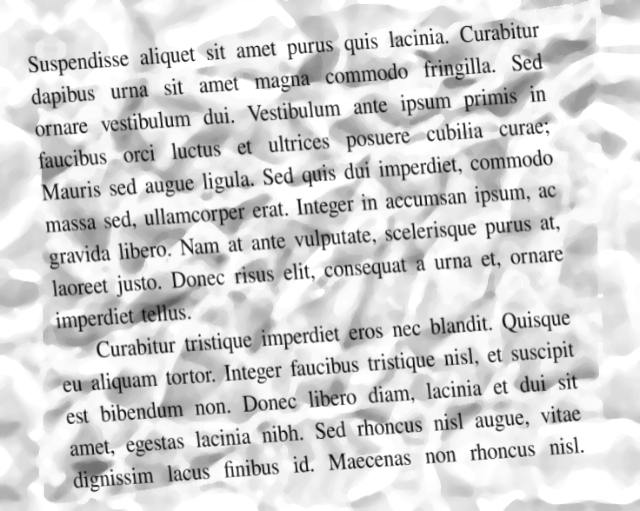 Suspendisse aliquet sit amet purus quis lacinia. Curabitur
dapibus urna sit amet magna commodo fringilla. Sed
ornare vestibulum dui. Vestibulum ante ipsum primis in
faucibus orci luctus et ultrices posuere cubilia curae;
Mauris sed augue ligula. Sed quis dui imperdiet, commodo
massa sed, ullamcorper erat. Integer in accumsan ipsum, ac
gravida libero. Nam at ante vulputate, scelerisque purus at,
laoreet justo. Donec risus elit, consequat a urna et, ornare
imperdiet tellus.
Curabitur tristique imperdiet eros nec blandit. Quisque
eu aliquam tortor. Integer faucibus tristique nisl, et suscipit
est bibendum non. Donec libero diam, lacinia et dui sit
amet, egestas lacinia nibh. Sed rhoncus nisl augue, vitae
dignissim lacus finibus id. Maecenas non rhoncus nisl.